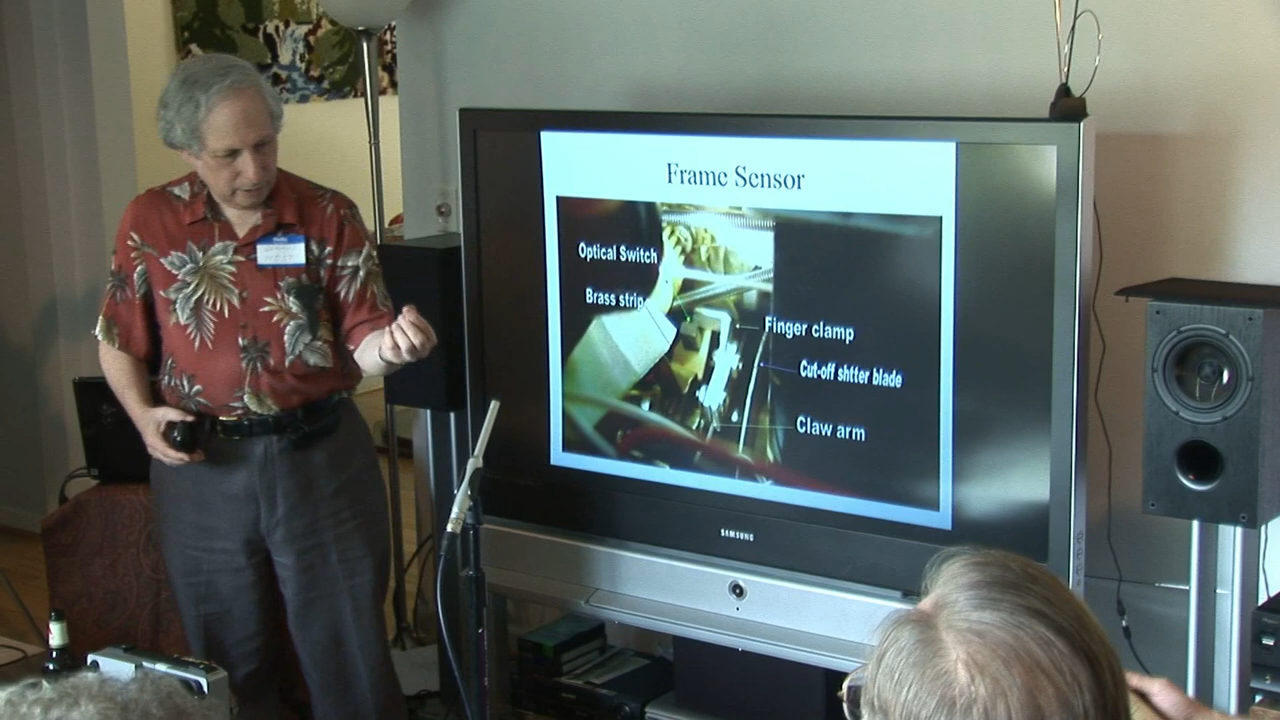 Frame Sensor
Optical Switch
Brass strip
Finger clamp
Cut-off shtter blade
Claw arm
SAMSUNG